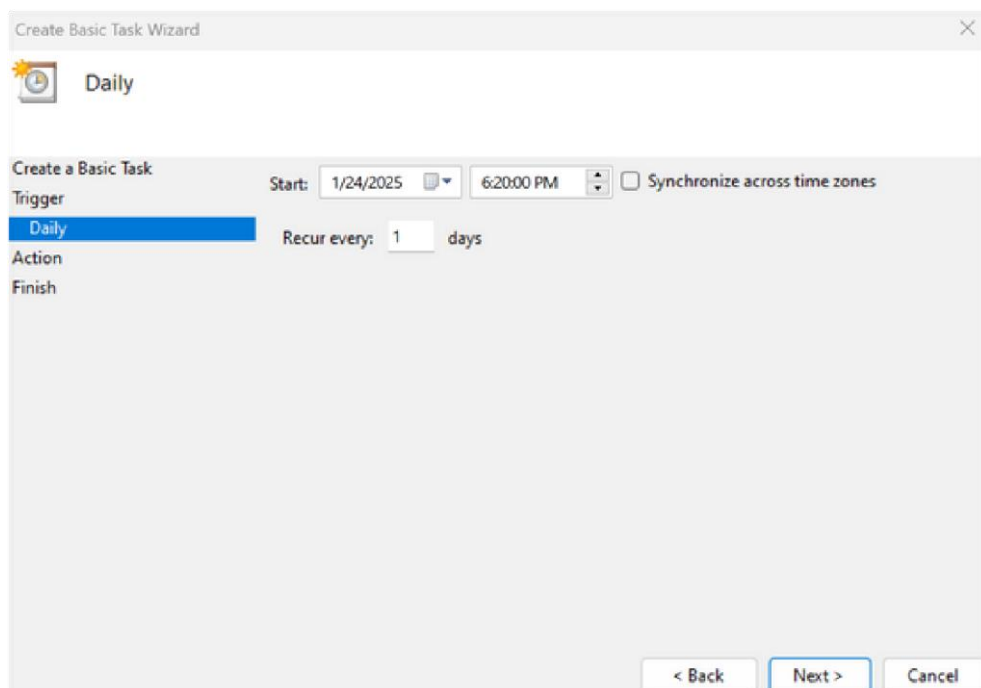 Create Basic Task Wizard
Daily
Create a Basic Task
Trigger
Daily
Action
Finish
Start: 1/24/2025 6:20:00 PM Synchronize across time zones
Recur every: 1 days
< Back Next > Cancel